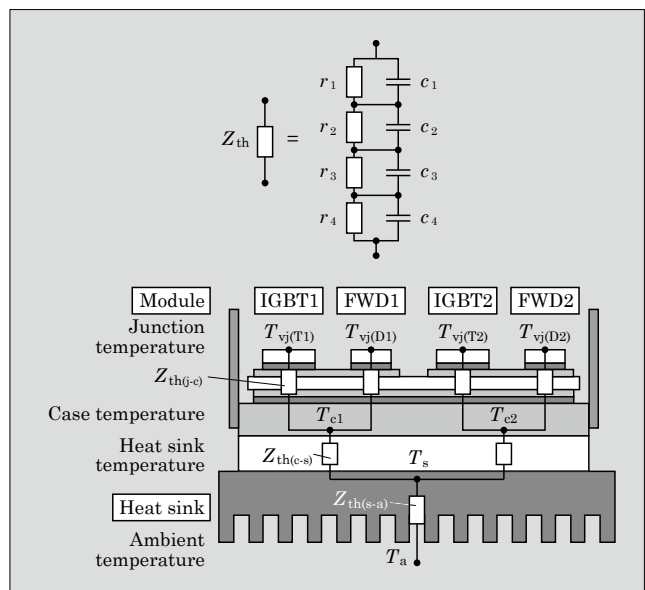 r1 c1
Zth = r2 c2
r3 c3
r4 c4
Module IGBT1 FWD1 IGBT2 FWD2
Junction temperature
Tvj(T1) Tvj(D1) Tvj(T2) Tvj(D2)
Zth(j-c)
Case temperature Tc1 Tc2
Heat sink temperature
Zth(c-s) Ts
Heat sink Zth(s-a)
Ambient temperature
Ta